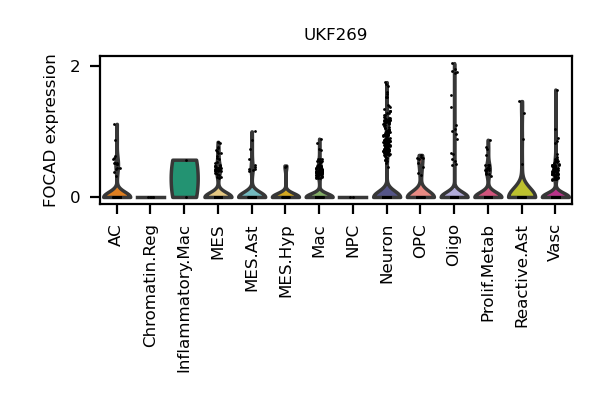 UKF269
FOCAD expression
2
0
AC
Chromatin.Reg
Inflammatory.Mac
MES
MES.Ast
MES.Hyp
Mac
NPC
Neuron
OPC
Oligo
Prolif.Metab
Reactive.Ast
Vasc